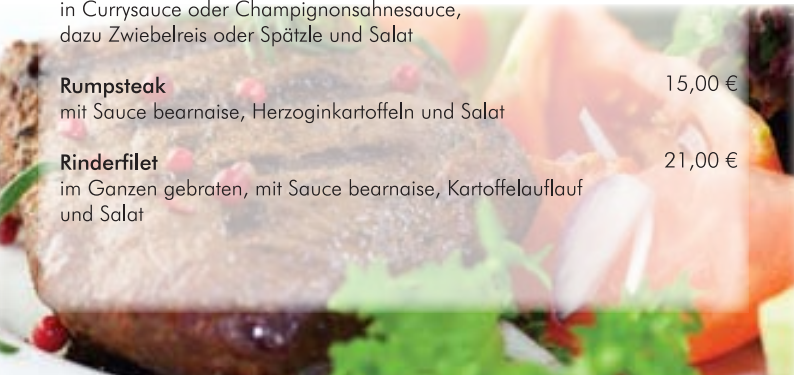 in Currysauce oder Champignonsahnesauce,
dazu Zwiebelreis oder Spätzle und Salat
Rumpsteak 15,00 €
mit Sauce bearnaise, Herzoginkartoffeln und Salat
Rinderfilet 21,00 €
im Ganzen gebraten, mit Sauce bearnaise, Kartoffelauflauf
und Salat